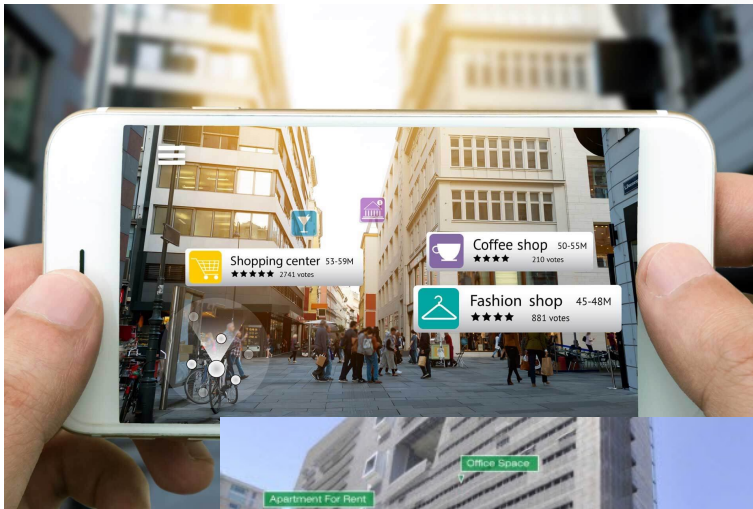 Shopping center 53-59M
2741 votes
Coffee shop 50-55M
210 votes
Fashion shop 45-48M
881 votes
Office Space
Apartment For Rent